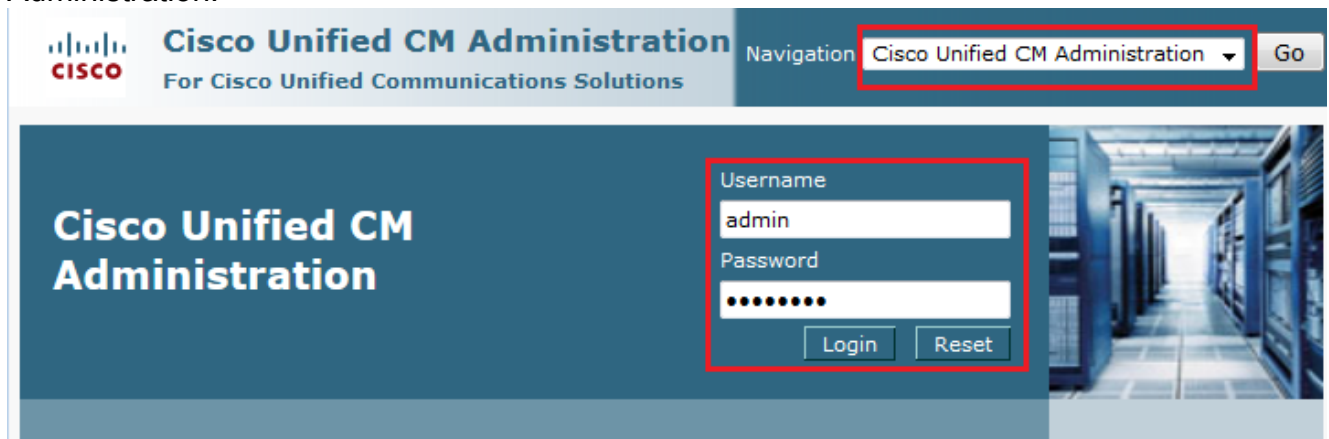 Administration.
CISCO
Cisco Unified CM Administration
For Cisco Unified Communications Solutions
Navigation Cisco Unified CM Administration Go
Cisco Unified CM
Administration
Username
admin
Password
••••••••
Login Reset